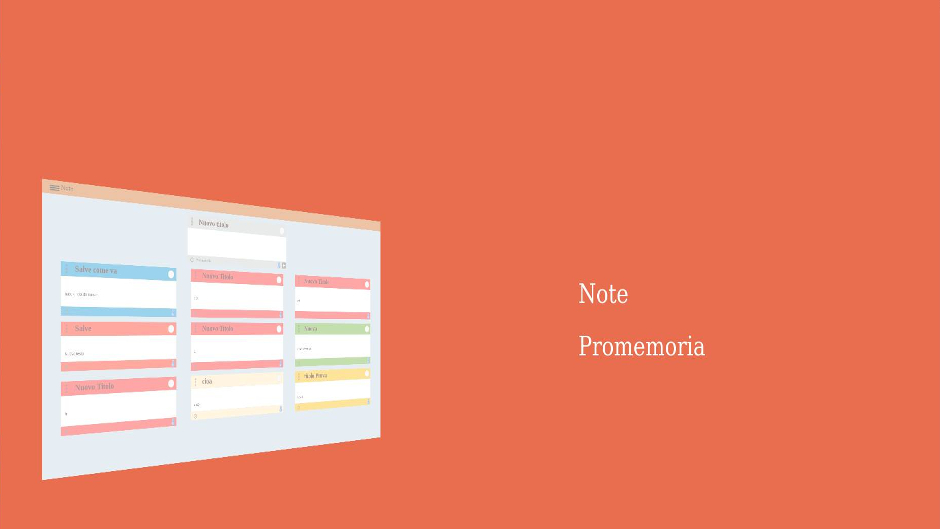 Note
Nuovo titolo
Salve come va
Nuovo Titolo
Nuovo Titolo
Salve
Nuovo Titolo
Nuova
Nuovo Titolo
ciao
titolo Prova
Note
Promemoria